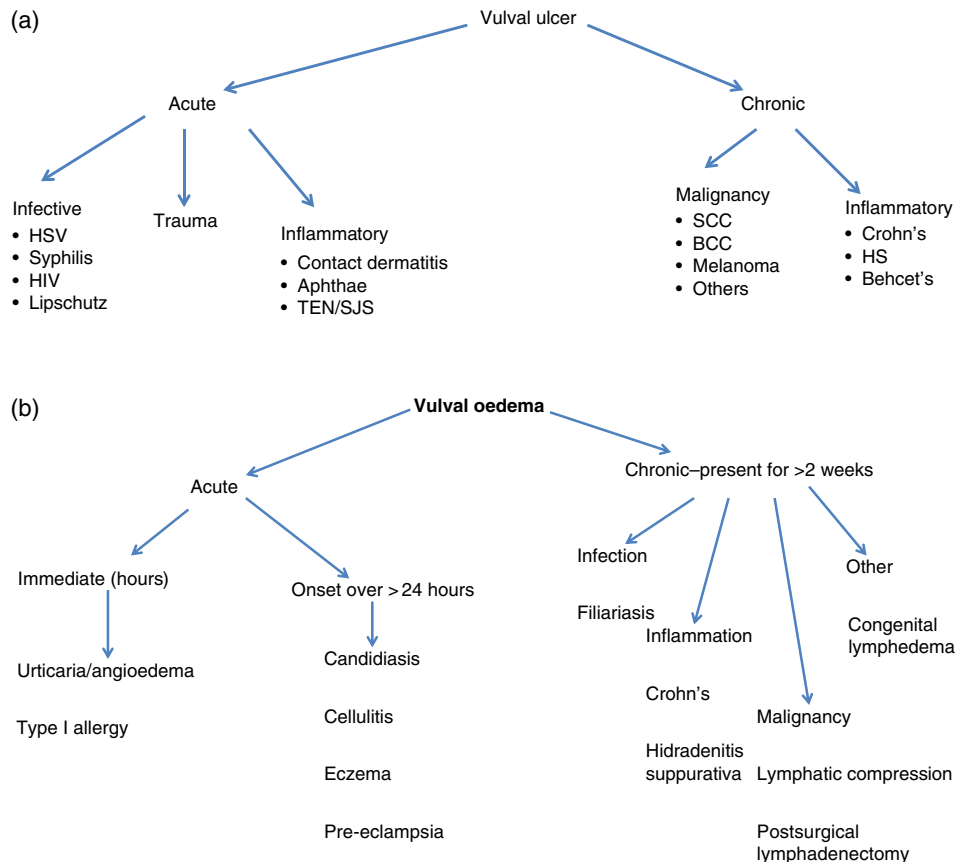 (a)
Vulval ulcer
Acute
Chronic
Infective
• HSV
• Syphilis
• HIV
• Lipschutz
Trauma
Inflammatory
• Contact dermatitis
• Aphthae
• TEN/SJS
Malignancy
• SCC
• BCC
• Melanoma
• Others
Inflammatory
• Crohn's
• HS
• Behcet's
(b)
Vulval oedema
Acute
Chronic–present for >2 weeks
Immediate (hours)
Urticaria/angioedema
Type I allergy
Onset over > 24 hours
Candidiasis
Cellulitis
Eczema
Pre-eclampsia
Infection
Filiariasis
Inflammation
Crohn's
Hidradenitis
suppurativa
Malignancy
Lymphatic compression
Postsurgical
lymphadenectomy
Other
Congenital
lymphedema